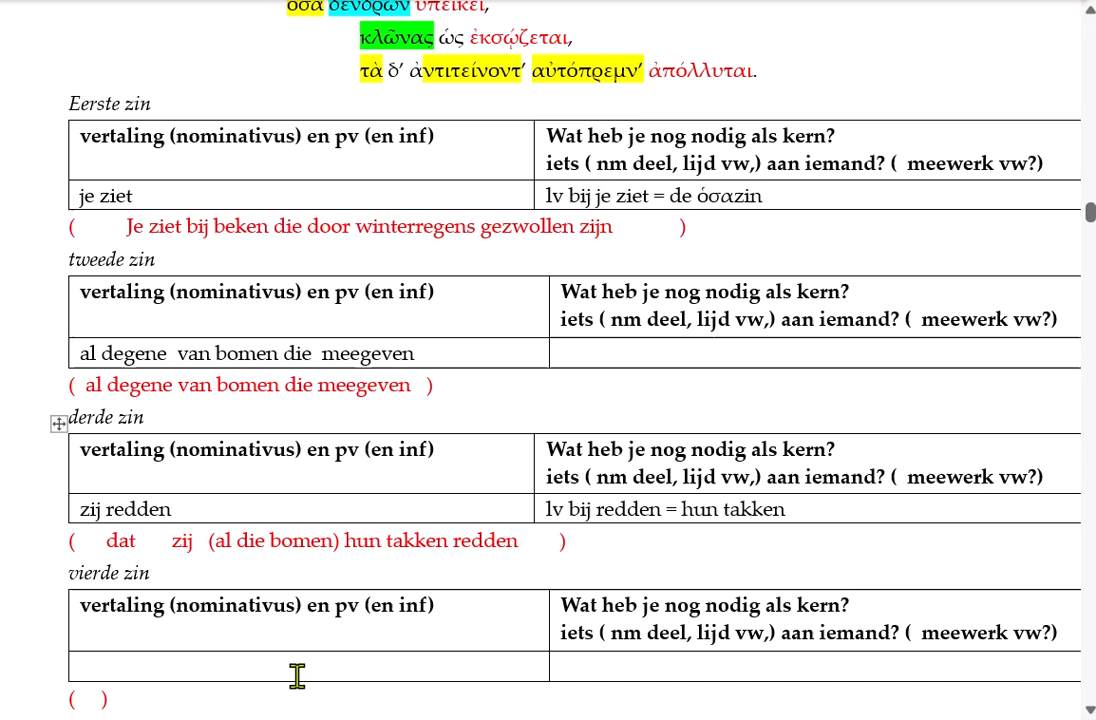 ὅσα δένδρων ὑπείκει,
κλῶνας ὡς ἐκσῴζεται,
τὰ δ’ ἀντιτείνοντ’ αὐτόπρεμν’ ἀπόλλυται.
Eerste zin
vertaling (nominativus) en pv (en inf) Wat heb je nog nodig als kern?
iets ( nm deel, lijd vw,) aan iemand? ( meewerk vw?)
je ziet lv bij je ziet = de ὁσαzin
( Je ziet bij beken die door winterregens gezwollen zijn )
tweede zin
vertaling (nominativus) en pv (en inf) Wat heb je nog nodig als kern?
iets ( nm deel, lijd vw,) aan iemand? ( meewerk vw?)
al degene van bomen die meegeven
( al degene van bomen die meegeven )
derde zin
vertaling (nominativus) en pv (en inf) Wat heb je nog nodig als kern?
iets ( nm deel, lijd vw,) aan iemand? ( meewerk vw?)
zij redden lv bij redden = hun takken
( dat zij (al die bomen) hun takken redden )
vierde zin
vertaling (nominativus) en pv (en inf) Wat heb je nog nodig als kern?
iets ( nm deel, lijd vw,) aan iemand? ( meewerk vw?)
( )